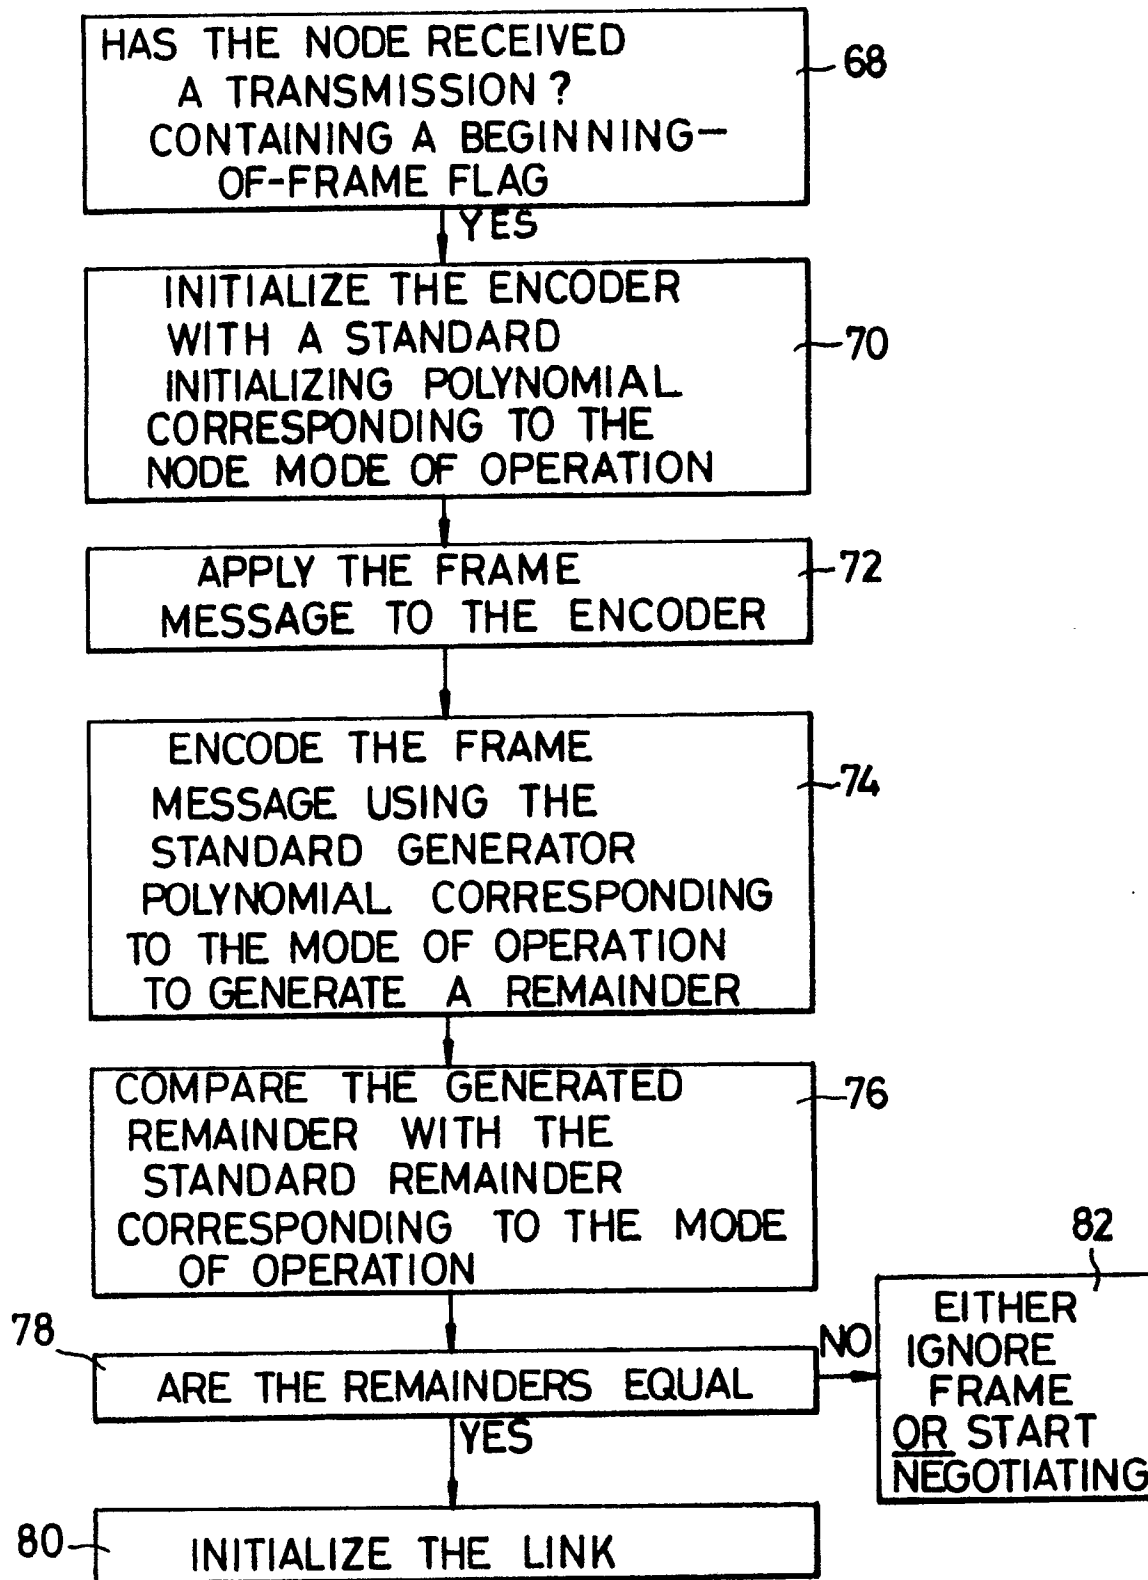 HAS THE NODE RECEIVED
A TRANSMISSION?
CONTAINING A BEGINNING-
OF-FRAME FLAG
68
YES
INITIALIZE THE ENCODER
WITH A STANDARD
INITIALIZING POLYNOMIAL
CORRESPONDING TO THE
NODE MODE OF OPERATION
70
APPLY THE FRAME
MESSAGE TO THE ENCODER
72
ENCODE THE FRAME
MESSAGE USING THE
STANDARD GENERATOR
POLYNOMIAL CORRESPONDING
TO THE MODE OF OPERATION
TO GENERATE A REMAINDER
74
COMPARE THE GENERATED
REMAINDER WITH THE
STANDARD REMAINDER
CORRESPONDING TO THE MODE
OF OPERATION
76
78
ARE THE REMAINDERS EQUAL
NO
82
EITHER
IGNORE
FRAME
OR START
NEGOTIATING
YES
80
INITIALIZE THE LINK